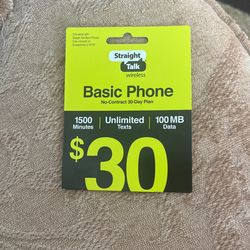 Straight
Talk
wireless
Basic Phone
No-Contract 30-Day Plan
1500 Unlimited 100 MB
Minutes Texts Data
$30